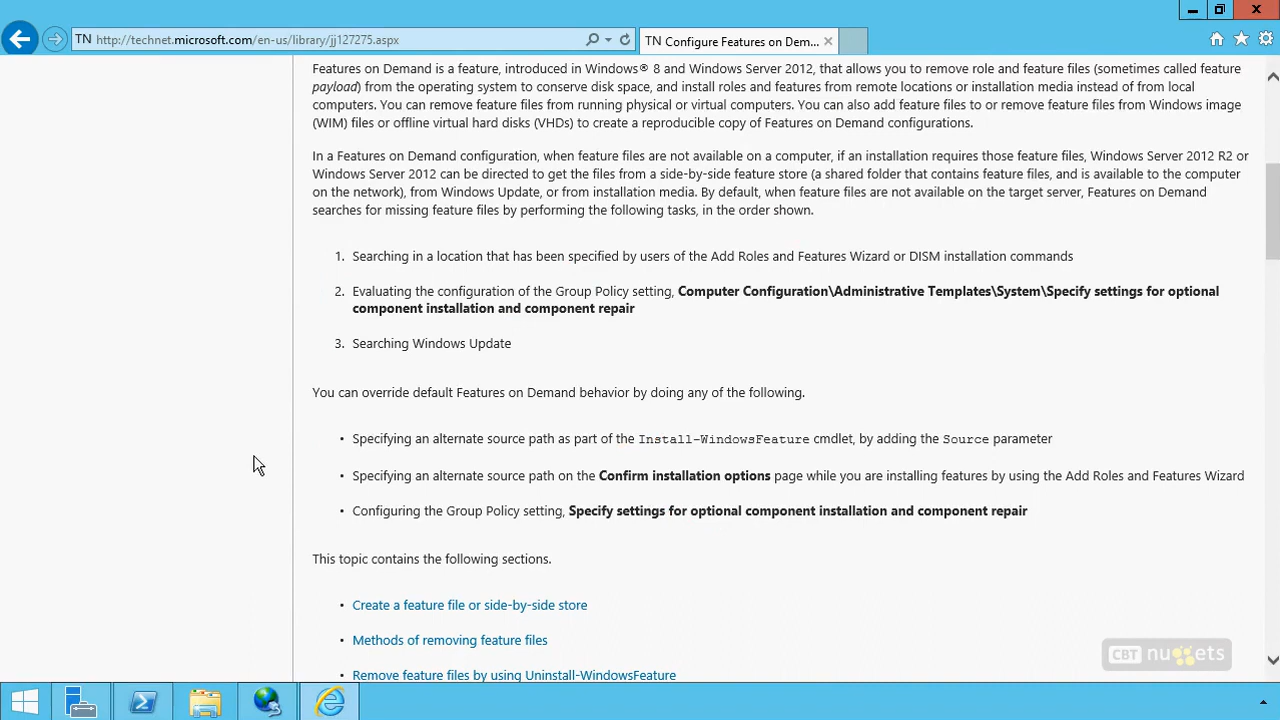 TN http://technet.microsoft.com/en-us/library/jj127275.aspx
TN Configure Features on Dem...
Features on Demand is a feature, introduced in Windows® 8 and Windows Server 2012, that allows you to remove role and feature files (sometimes called feature
payload) from the operating system to conserve disk space, and install roles and features from remote locations or installation media instead of from local
computers. You can remove feature files from running physical or virtual computers. You can also add feature files to or remove feature files from Windows image
(WIM) files or offline virtual hard disks (VHDs) to create a reproducible copy of Features on Demand configurations.
In a Features on Demand configuration, when feature files are not available on a computer, if an installation requires those feature files, Windows Server 2012 R2 or
Windows Server 2012 can be directed to get the files from a side-by-side feature store (a shared folder that contains feature files, and is available to the computer
on the network), from Windows Update, or from installation media. By default, when feature files are not available on the target server, Features on Demand
searches for missing feature files by performing the following tasks, in the order shown.
1. Searching in a location that has been specified by users of the Add Roles and Features Wizard or DISM installation commands
2. Evaluating the configuration of the Group Policy setting, Computer Configuration\Administrative Templates\System\Specify settings for optional
component installation and component repair
3. Searching Windows Update
You can override default Features on Demand behavior by doing any of the following.
• Specifying an alternate source path as part of the Install-WindowsFeature cmdlet, by adding the Source parameter
• Specifying an alternate source path on the Confirm installation options page while you are installing features by using the Add Roles and Features Wizard
• Configuring the Group Policy setting, Specify settings for optional component installation and component repair
This topic contains the following sections.
• Create a feature file or side-by-side store
• Methods of removing feature files
• Remove feature files by using Uninstall-WindowsFeature
CBT nuggets